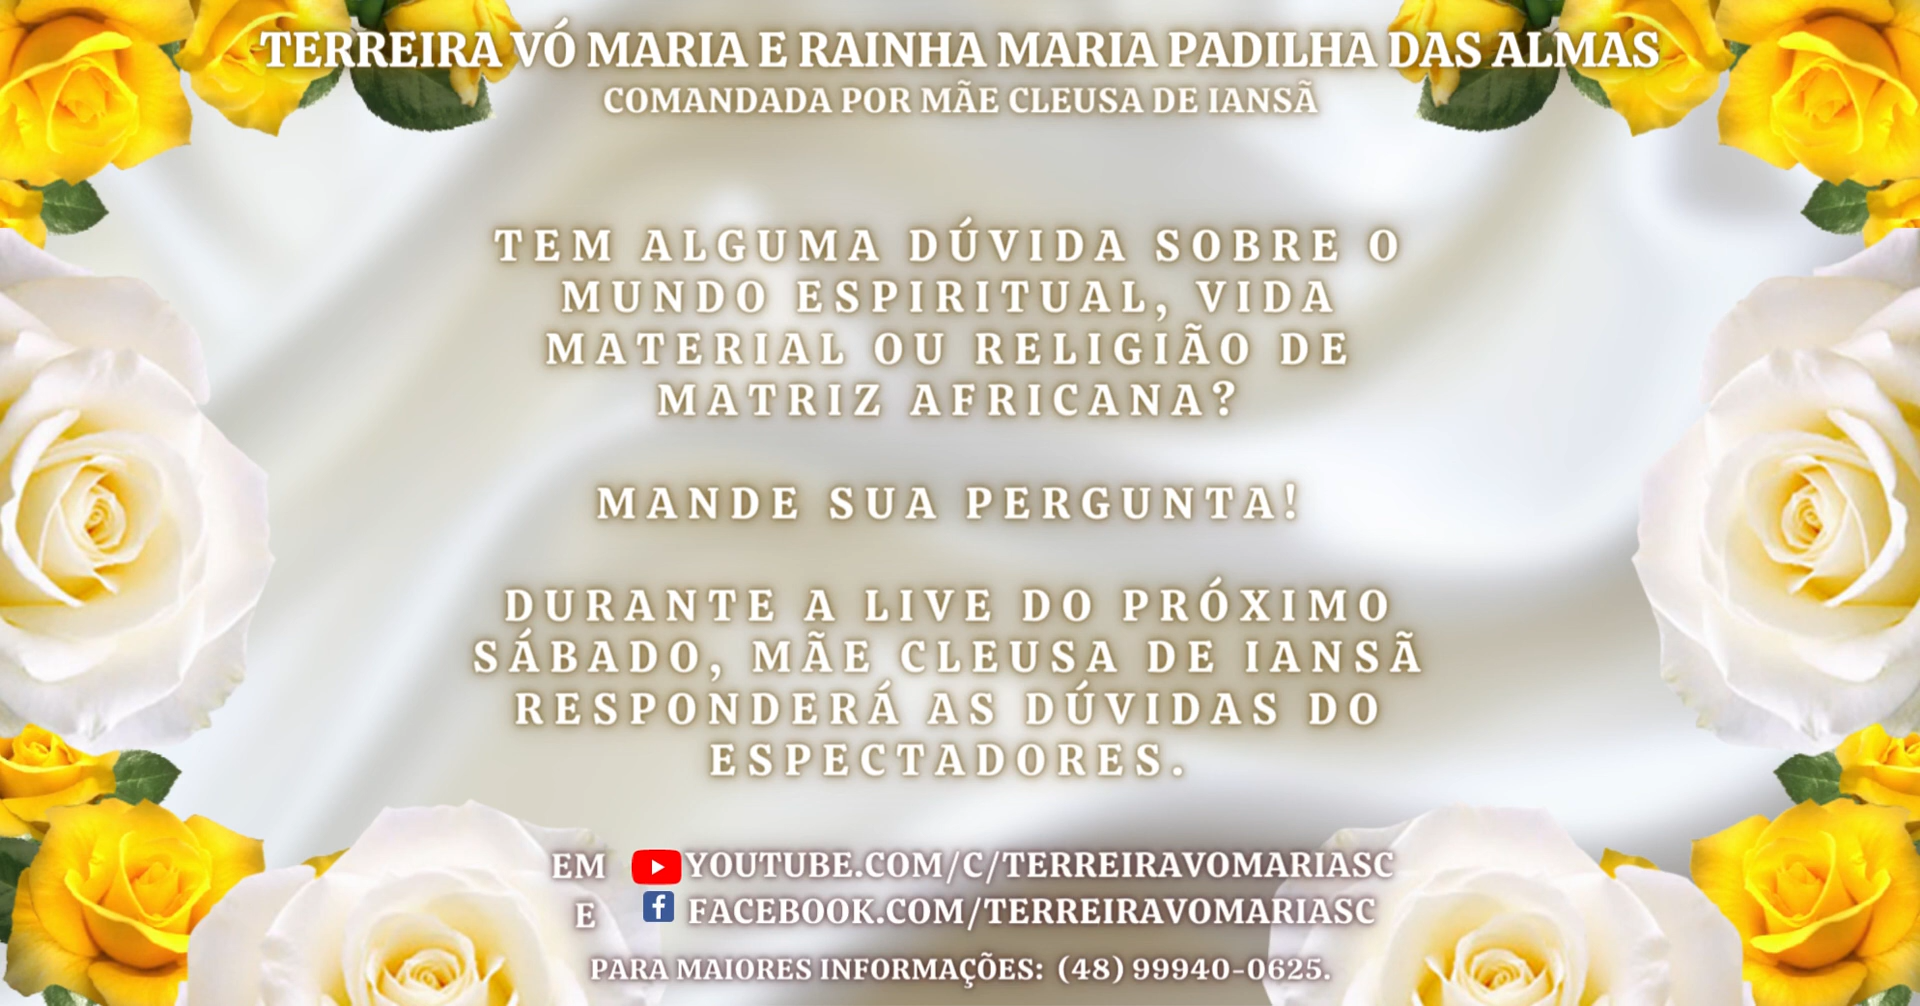 TERREIRA VÓ MARIA E RAINHA MARIA PADILHA DAS ALMAS
COMANDADA POR MÃE CLEUSA DE IANSÃ
TEM ALGUMA DÚVIDA SOBRE O
MUNDO ESPIRITUAL, VIDA
MATERIAL OU RELIGIÃO DE
MATRIZ AFRICANA?
MANDE SUA PERGUNTA!
DURANTE A LIVE DO PRÓXIMO
SÁBADO, MÃE CLEUSA DE IANSÃ
RESPONDERÁ AS DÚVIDAS DO
ESPECTADORES.
EM YOUTUBE.COM/C/TERREIRAVOMARIASC
E FACEBOOK.COM/TERREIRAVOMARIASC
PARA MAIORES INFORMAÇÕES: (48) 99940-0625.